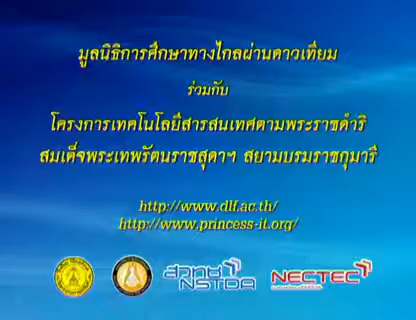 มูลนิธิการศึกษาทางไกลผ่านดาวเทียม
ร่วมกับ
โครงการเทคโนโลยีสารสนเทศตามพระราชดำริ
สมเด็จพระเทพรัตนราชสุดาฯ สยามบรมราชกุมารี
http://www.dlf.ac.th/
http://www.princess-it.org/
สวทช NECTEC
NSTDA